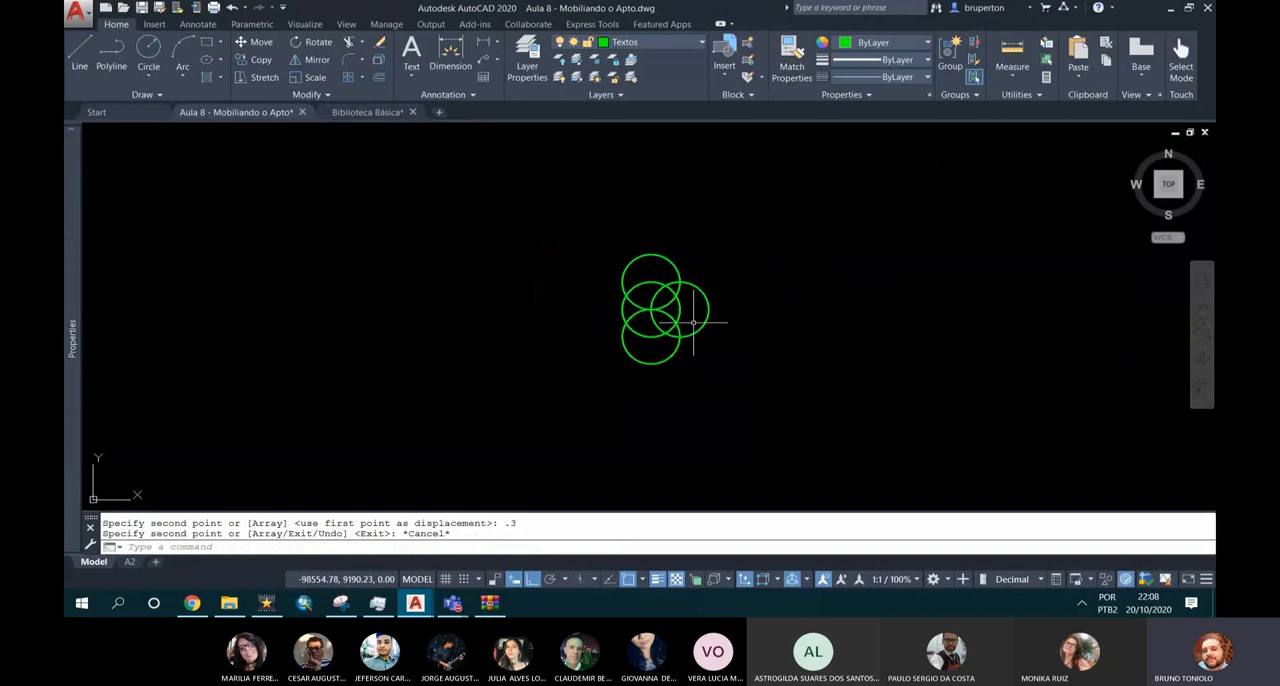 Autodesk AutoCAD 2020 Aula 8 - Mobiliando o Apto.dwg
Type a keyword or phrase
bruperton
Home Insert Annotate Parametric View Manage Output Add-ins Collaborate Express Tools Featured Apps
Line Polyline Circle Arc
Move Rotate
Copy Mirror
Stretch Scale
Text Dimension
Layer Properties
Textos
Insert
Match Properties
ByLayer
ByLayer
ByLayer
Group
Measure
Paste
Base
Select Mode
Draw Modify Annotation Layers Block Properties Groups Utilities Clipboard View Touch
Start Aula 8 - Mobiliando o Apto* Biblioteca Básica*
N
W TOP E
S
WCS
Properties
Y
X
Specify second point or [Array] <use first point as displacement>: .3
Specify second point or [Array/Exit/Undo] <Exit>: *Cancel*
Type a command
Model A2
-98554.78, 9190.23, 0.00 MODEL 1:1 / 100% Decimal
POR 22:08
PTB2 20/10/2020
VO AL
MARILIA FERRE... CESAR AUGUST... JEFERSON CAR... JORGE AUGUST... JULIA ALVES LO... CLAUDEMIR BE... GIOVANNA DE... VERA LUCIA M... ASTROGILDA SUARES DOS SANTOS... PAULO SERGIO DA COSTA MONIKA RUIZ BRUNO TONIOLO